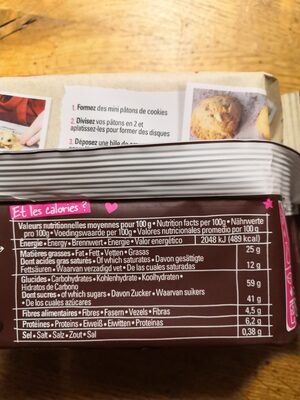 1. Formez des mini pâtons de cookies
2. Divisez vos pâtons en 2 et
aplatissez-les pour former des disques
3. Déposez une bille de
Et les calories ?
Valeurs nutritionnelles moyennes pour 100 g • Nutrition facts per 100g • Nährwerte
pro 100g • Voedingswaarde per 100g • Valores nutricionales promedio por 100 g
Énergie • Energy • Brennwert • Energie • Valor energético 2048 kJ (489 kcal)
Matières grasses • Fat • Fett • Vetten • Grasas 25 g
Dont acides gras saturés • Of which saturates • Davon gesättigte
Fettsäuren • Waarvan verzadigd vet • De las cuales saturadas 12 g
Glucides • Carbohydrates • Kohlenhydrate • Koolhydraten •
Hidratos de Carbono 59 g
Dont sucres • of which sugars • Davon Zucker • Waarvan suikers
• De los cuales azúcares 41 g
Fibres alimentaires • Fibres • Fasern • Vezels • Fibras 4,5 g
Protéines • Proteins • Eiweiß • Eiwitten • Proteínas 6,2 g
Sel • Salt • Salz • Zout • Sal 0,38 g